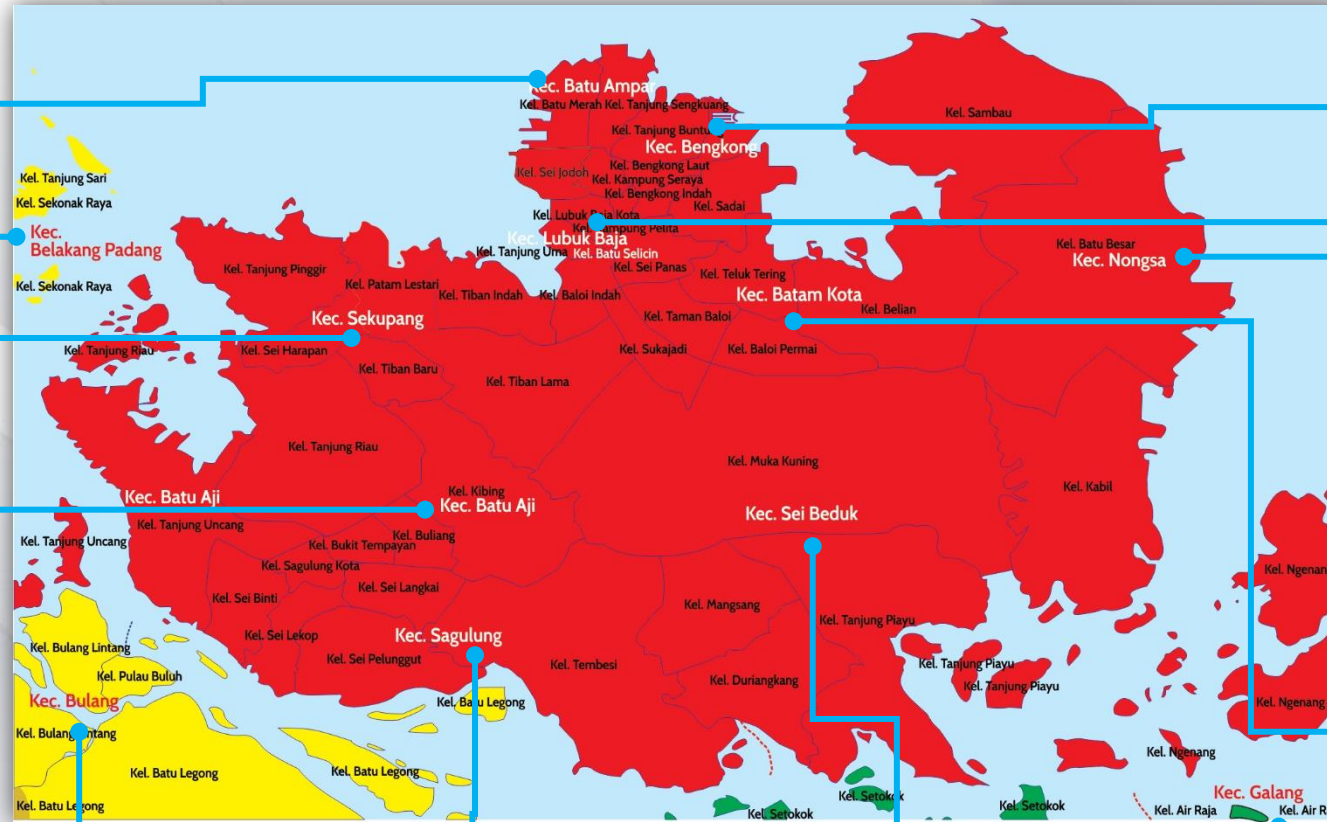 Kec. Batu Ampar
Kel. Batu Merah
Kel. Tanjung Sengkuang
Kel. Sambau
Kel. Tanjung Buntung
Kec. Bengkong
Kel. Tanjung Sari
Kel. Sei Jodoh
Kel. Bengkong Laut
Kel. Kampung Seraya
Kel. Bengkong Indah
Kel. Sekonak Raya
Kel. Sadai
Kel. Lubuk Baja Kota
Kel. Kampung Pelita
Kec.
Belakang Padang
Kec. Lubuk Baja
Kel. Tanjung Uma
Kel. Batu Selicin
Kel. Batu Besar
Kec. Nongsa
Kel. Tanjung Pinggir
Kel. Sei Panas
Kel. Teluk Tering
Kel. Sekonak Raya
Kel. Patam Lestari
Kel. Tiban Indah
Kel. Baloi Indah
Kec. Batam Kota
Kel. Belian
Kec. Sekupang
Kel. Taman Baloi
Kel. Tanjung Riau
Kel. Sei Harapan
Kel. Sukajadi
Kel. Baloi Permai
Kel. Tiban Baru
Kel. Tiban Lama
Kel. Tanjung Riau
Kel. Muka Kuning
Kel. Kabil
Kec. Batu Aji
Kel. Kibing
Kec. Batu Aji
Kec. Sei Beduk
Kel. Tanjung Uncang
Kel. Tanjung Uncang
Kel. Buliang
Kel. Bukit Tempayan
Kel. Sagulung Kota
Kel. Ngenan
Kel. Sei Langkai
Kel. Sei Binti
Kel. Mangsang
Kel. Tanjung Piayu
Kel. Sei Lekop
Kec. Sagulung
Kel. Bulang Lintang
Kel. Sei Pelunggut
Kel. Tembesi
Kel. Tanjung Piayu
Kel. Pulau Buluh
Kel. Duriangkang
Kel. Tanjung Piayu
Kec. Bulang
Kel. Batu Legong
Kel. Ngenang
Kel. Bulang Lintang
Kel. Ngenang
Kel. Batu Legong
Kel. Batu Legong
Kel. Setokok
Kec. Galang
Kel. Batu Legong
Kel. Setokok
Kel. Setokok
Kel. Air Raja
Kel. Air R